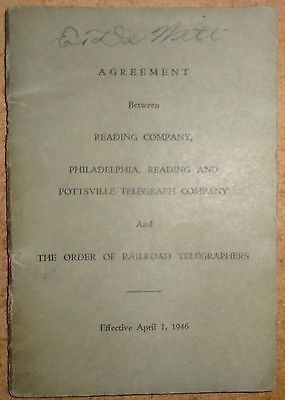 E. De Witt
AGREEMENT
Between
READING COMPANY,
PHILADELPHIA, READING AND
POTTSVILLE TELEGRAPH COMPANY
And
THE ORDER OF RAILROAD TELEGRAPHERS
Effective April 1, 1946